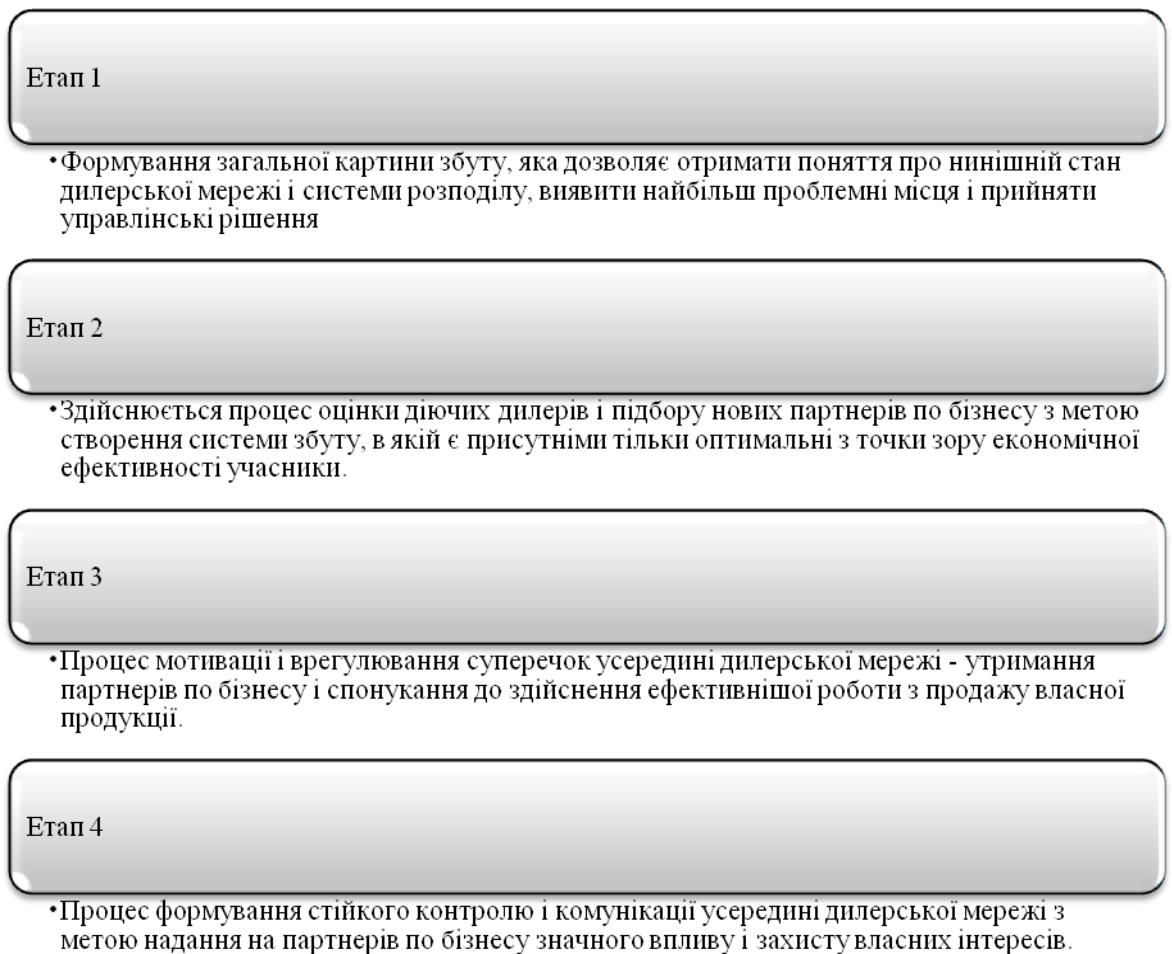 Етап 1
•Формування загальної картини збуту, яка дозволяє отримати поняття про нинішній стан
дилерської мережі і системи розподілу, виявити найбільш проблемні місця і прийняти
управлінські рішення
Етап 2
•Здійснюється процес оцінки діючих дилерів і підбору нових партнерів по бізнесу з метою
створення системи збуту, в якій є присутніми тільки оптимальні з точки зору економічної
ефективності учасники.
Етап 3
•Процес мотивації і врегулювання суперечок усередині дилерської мережі - утримання
партнерів по бізнесу і спонукання до здійснення ефективнішої роботи з продажу власної
продукції.
Етап 4
•Процес формування стійкого контролю і комунікації усередині дилерської мережі з
метою надання на партнерів по бізнесу значного впливу і захисту власних інтересів.